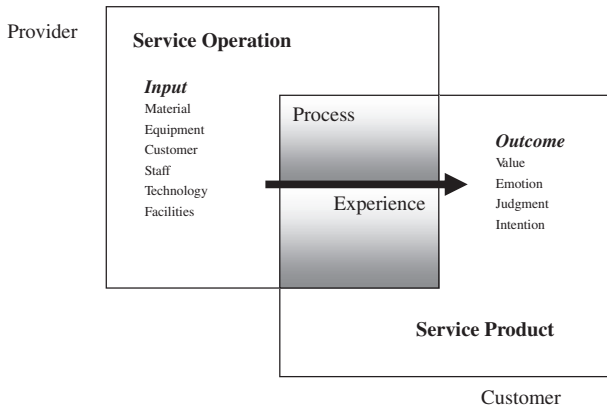 Provider
Service Operation
Input
Material
Equipment
Customer
Staff
Technology
Facilities
Process
Experience
Outcome
Value
Emotion
Judgment
Intention
Service Product
Customer